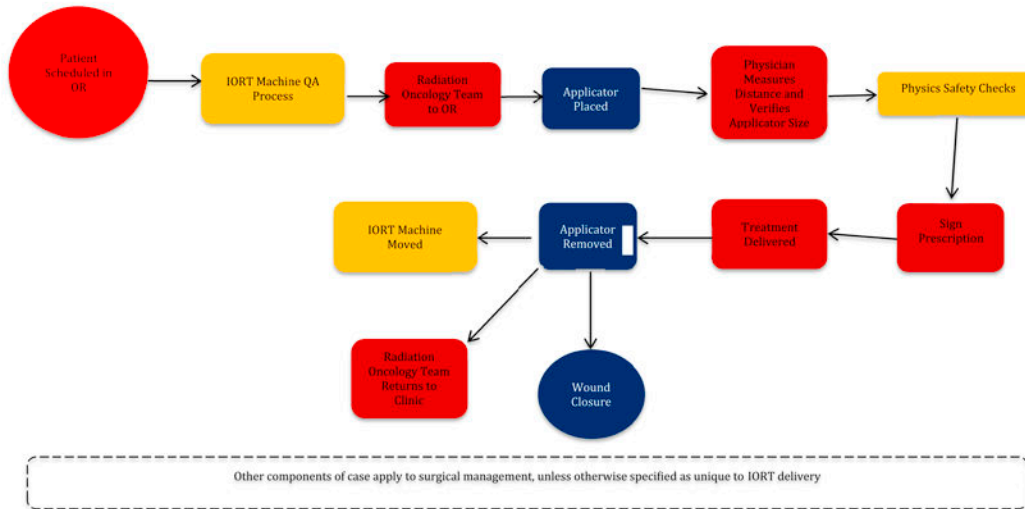 Patient
Scheduled in
OR
IORT Machine QA
Process
Radiation
Oncology Team
to OR
Applicator
Placed
Physician
Measures
Distance and
Verifies
Applicator Size
Physics Safety Checks
IORT Machine
Moved
Applicator
Removed
Treatment
Delivered
Sign
Prescription
Radiation
Oncology Team
Returns to
Clinic
Wound
Closure
Other components of case apply to surgical management, unless otherwise specified as unique to IORT delivery